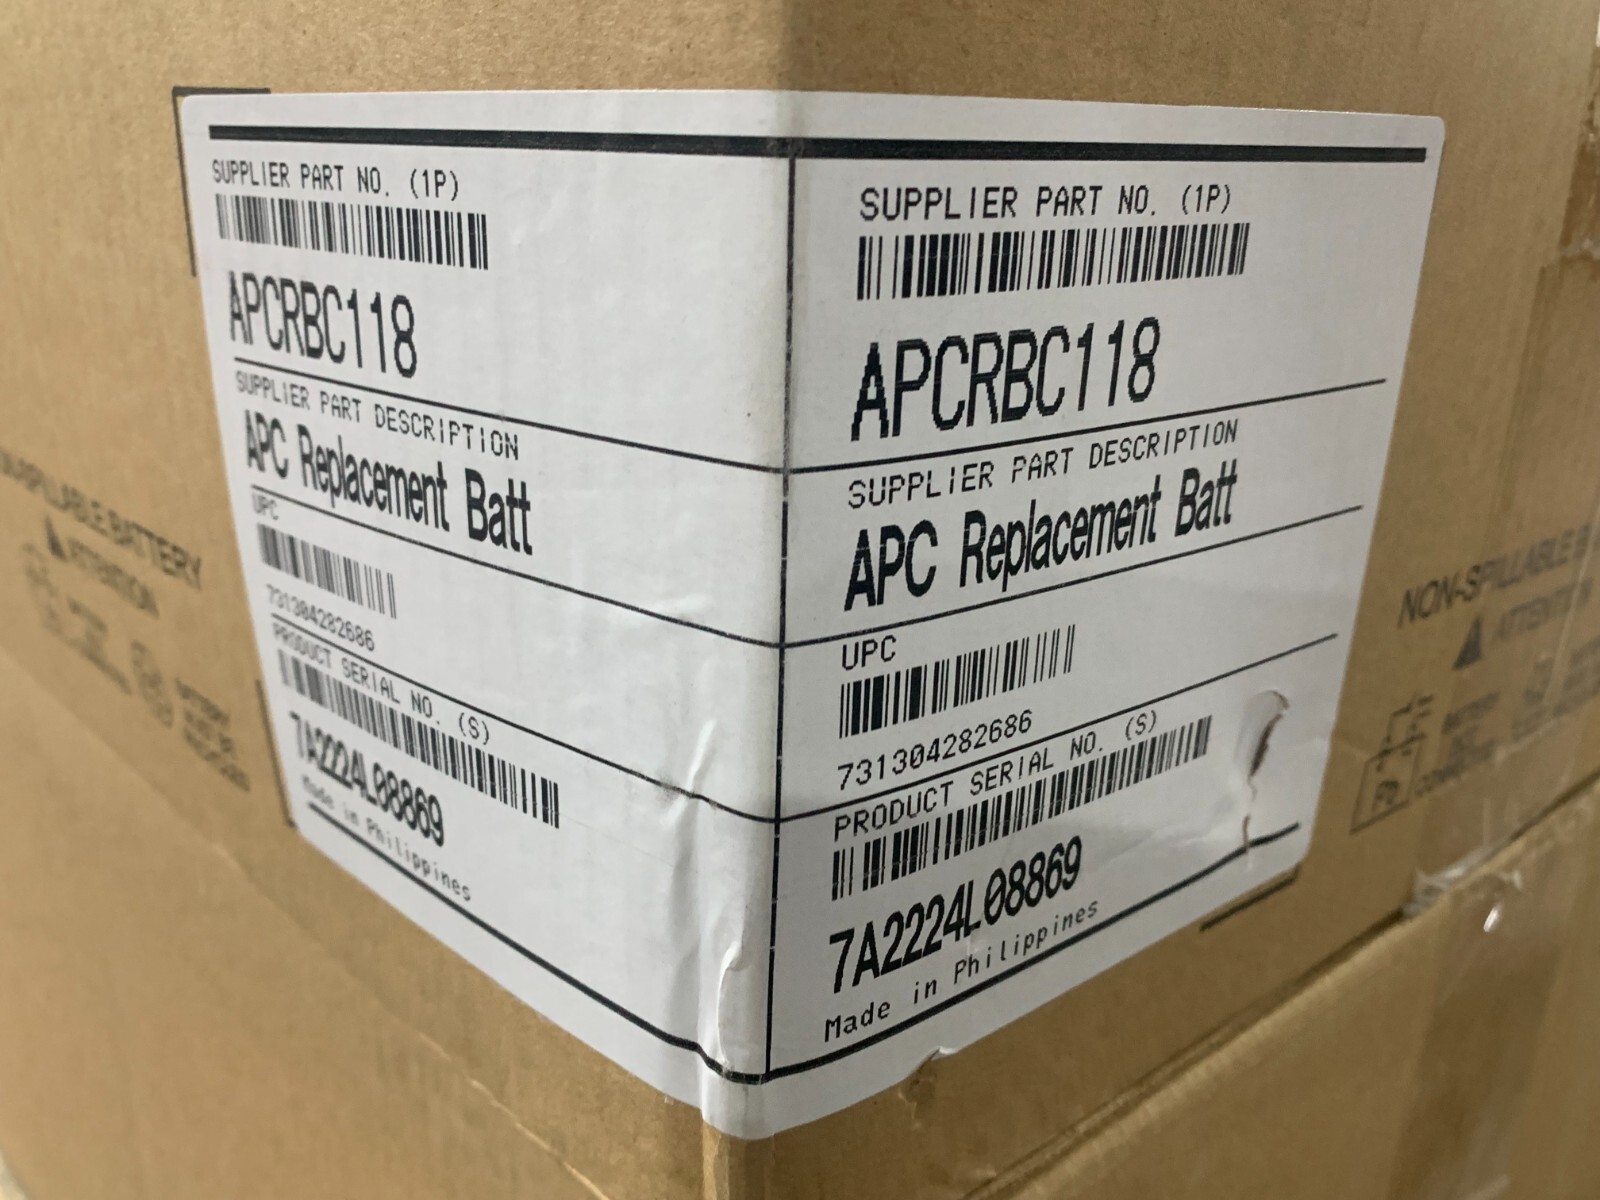 SUPPLIER PART NO. (1P)
APCRBC118
SUPPLIER PART DESCRIPTION
APC Replacement Batt
UPC
731304282686
PRODUCT SERIAL NO. (S)
7A2224L08869
Made in Philippines
SUPPLIER PART NO. (1P)
APCRBC118
SUPPLIER PART DESCRIPTION
APC Replacement Batt
UPC
731304282686
PRODUCT SERIAL NO. (S)
7A2224L08869
Made in Philippines
BATTERY
ATTENTION
NON-SPILLABLE
ATTENTION
Pb